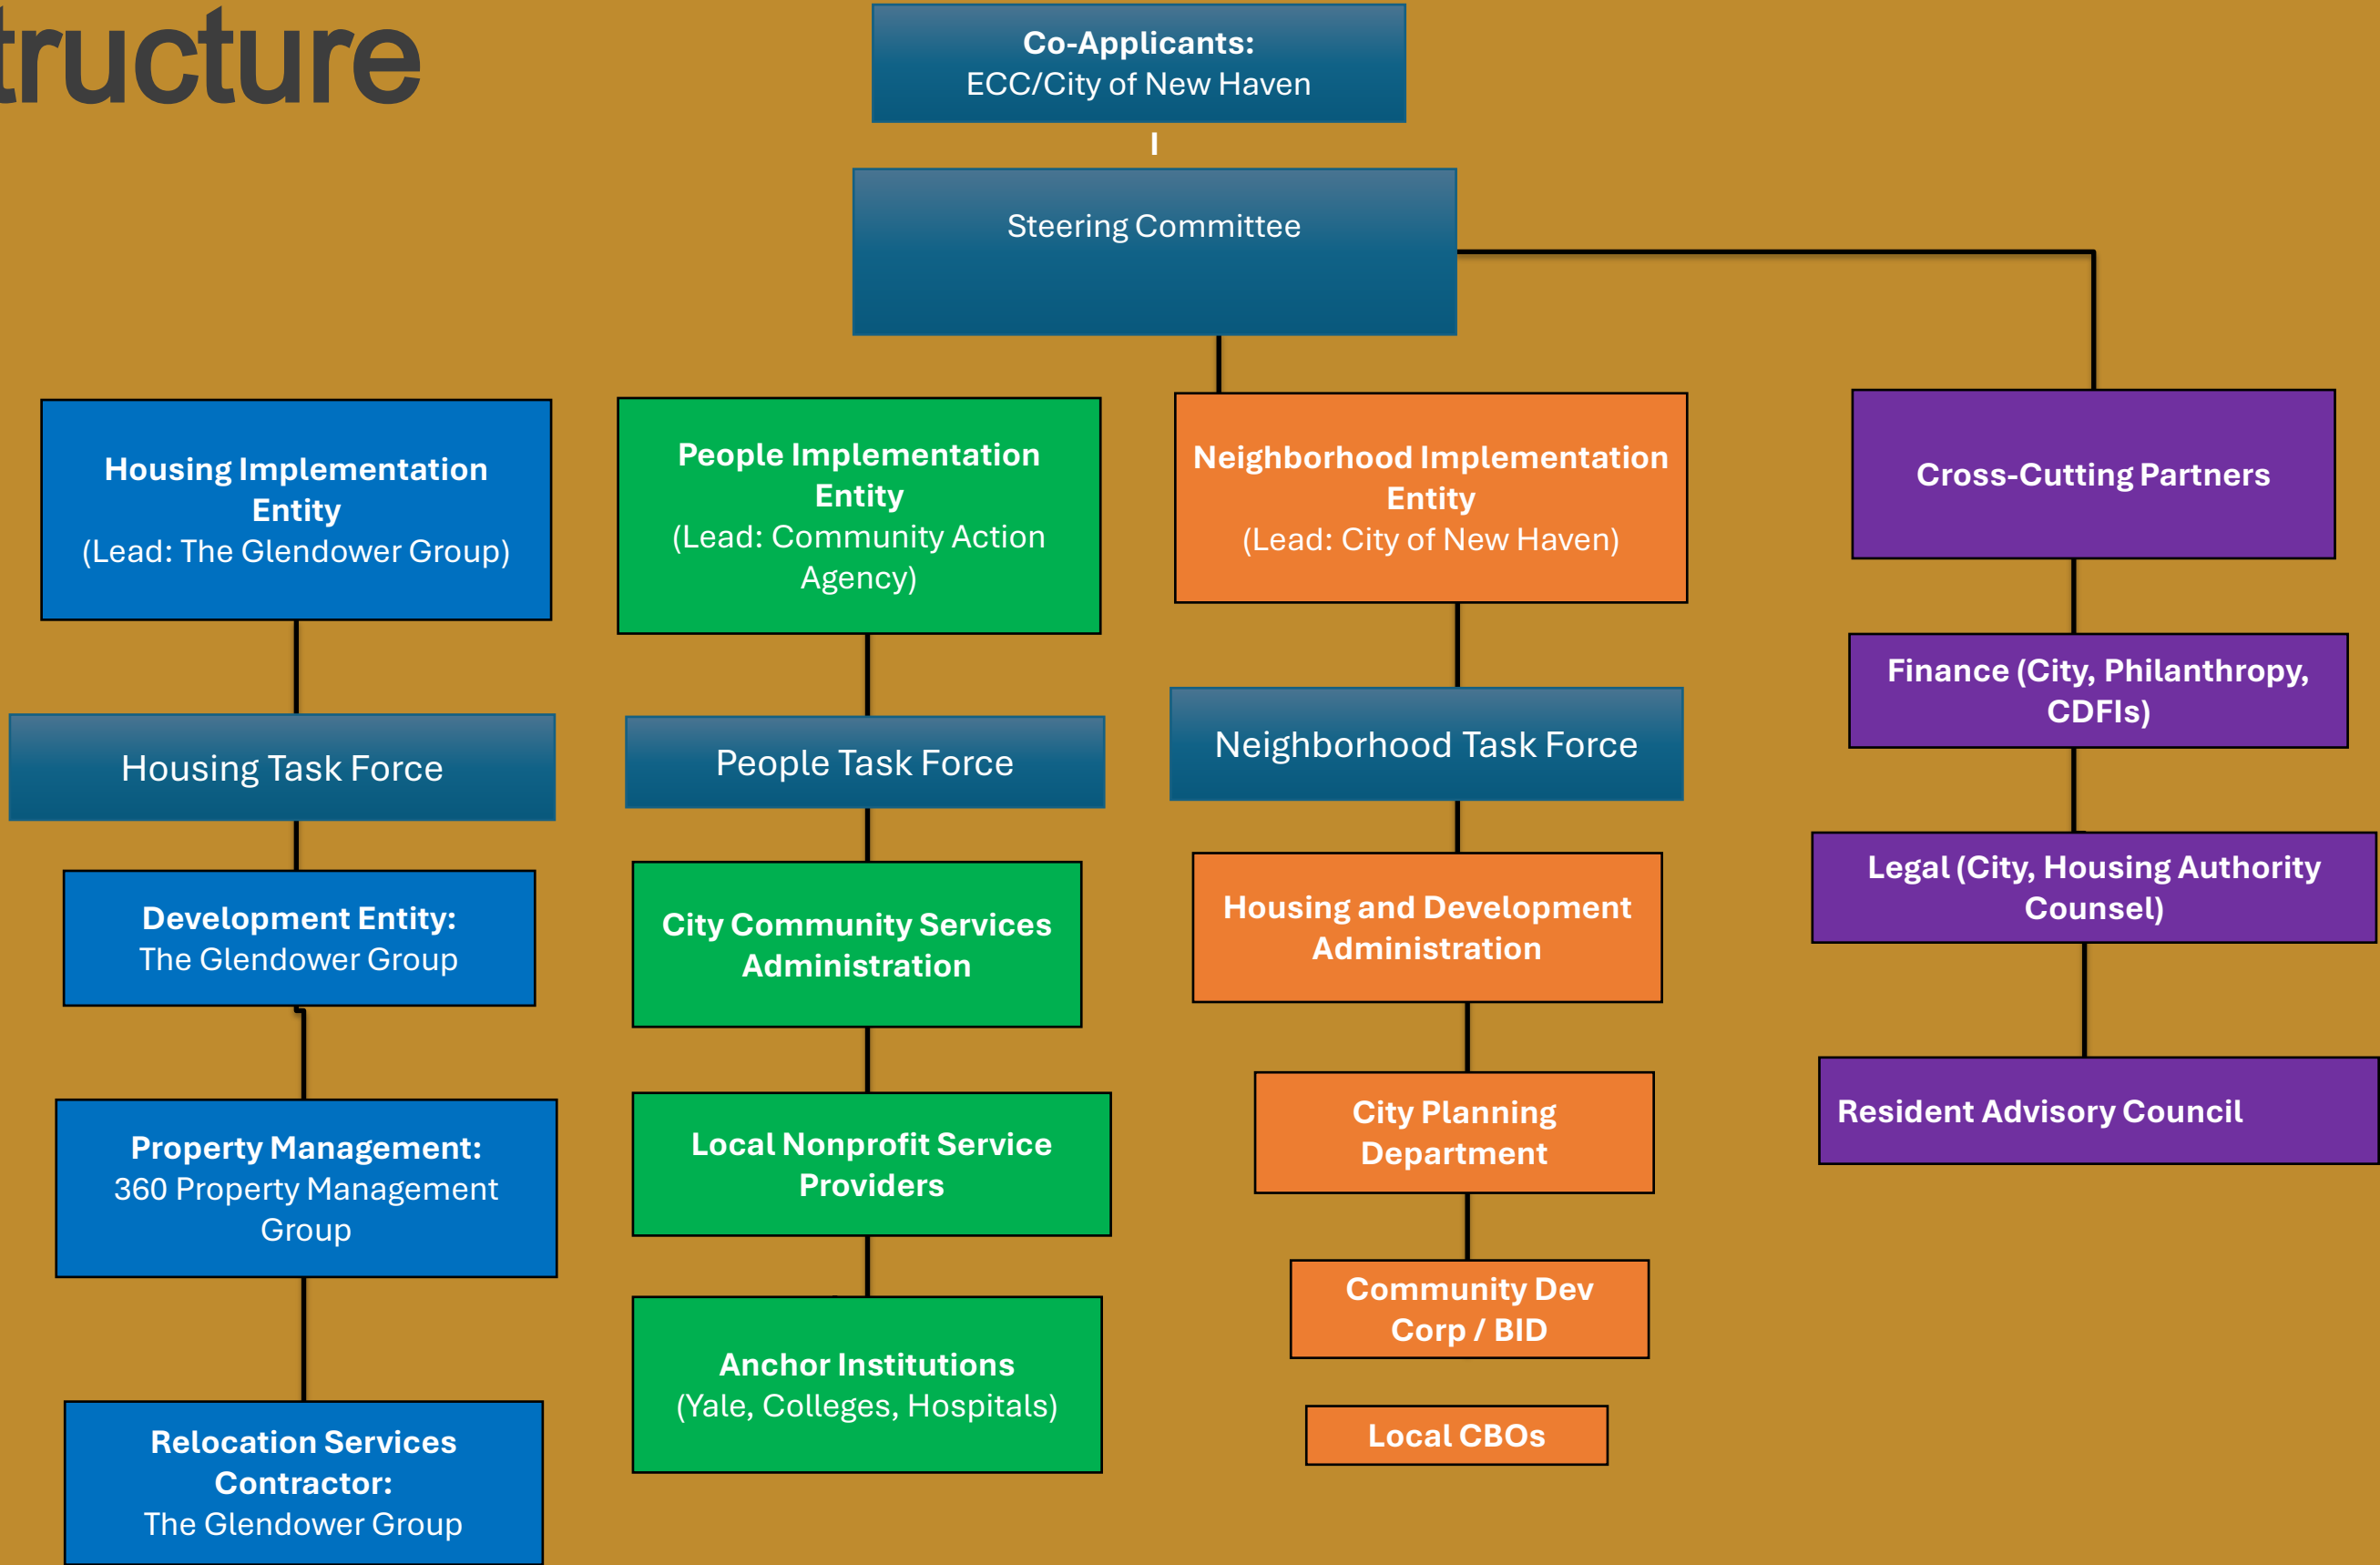 tructure
Co-Applicants:
ECC/City of New Haven
I
Steering Committee
Housing Implementation
Entity
(Lead: The Glendower Group)
Housing Task Force
Development Entity:
The Glendower Group
Property Management:
360 Property Management
Group
Relocation Services
Contractor:
The Glendower Group
People Implementation
Entity
(Lead: Community Action
Agency)
People Task Force
City Community Services
Administration
Local Nonprofit Service
Providers
Anchor Institutions
(Yale, Colleges, Hospitals)
Neighborhood Implementation
Entity
(Lead: City of New Haven)
Neighborhood Task Force
Housing and Development
Administration
City Planning
Department
Community Dev
Corp / BID
Local CBOs
Cross-Cutting Partners
Finance (City, Philanthropy,
CDFIs)
Legal (City, Housing Authority
Counsel)
Resident Advisory Council